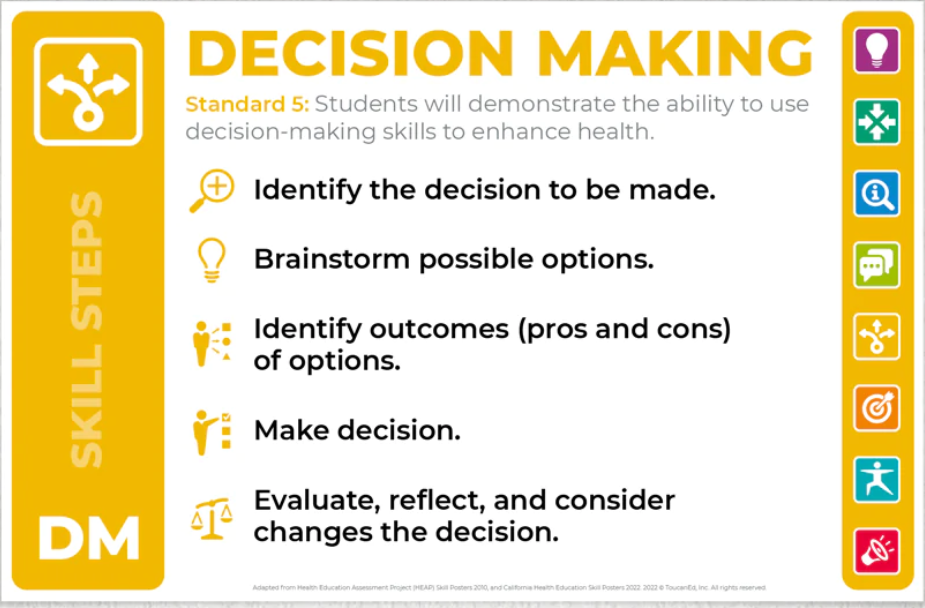 DECISION MAKING
Standard 5: Students will demonstrate the ability to use
decision-making skills to enhance health.
SKILL STEPS
DM
Identify the decision to be made.
Brainstorm possible options.
Identify outcomes (pros and cons)
of options.
Make decision.
Evaluate, reflect, and consider
changes the decision.
Adapted from Health Education Assessment Project (HEAP) Skill Posters 2010, and California Health Education Skill Posters 2022. 2022 © ToucanEd, Inc. All rights reserved.